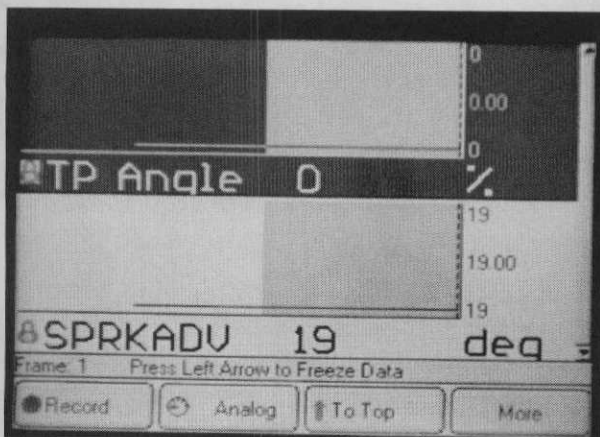 0
0.00
0
TP Angle 0 %
19
19.00
19
SPRKADV 19 deg
Frame: 1 Press Left Arrow to Freeze Data
Record Analog To Top More